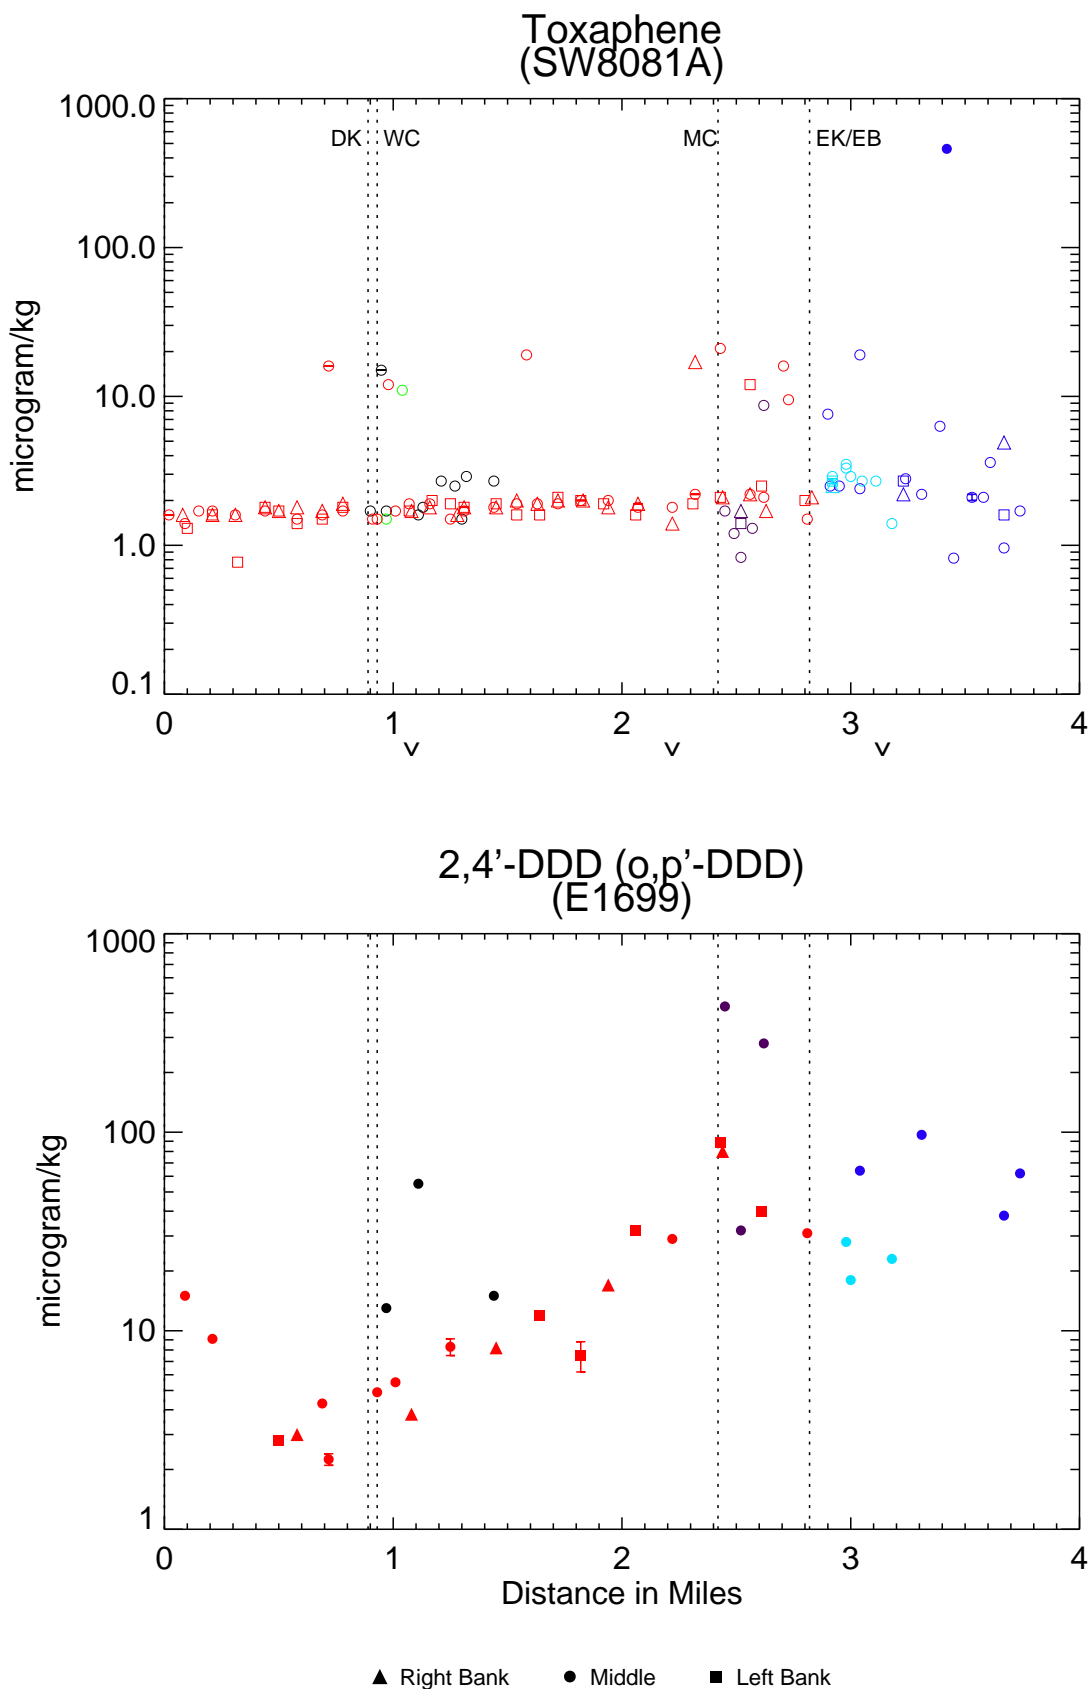 Toxaphene
(SW8081A)
1000.0
DK WC MC EK/EB
100.0
microgram/kg
10.0
1.0
0.1
0 1 2 3 4
v v v
2,4'-DDD (o,p'-DDD)
(E1699)
1000
100
microgram/kg
10
1
0 1 2 3 4
Distance in Miles
Right Bank Middle Left Bank